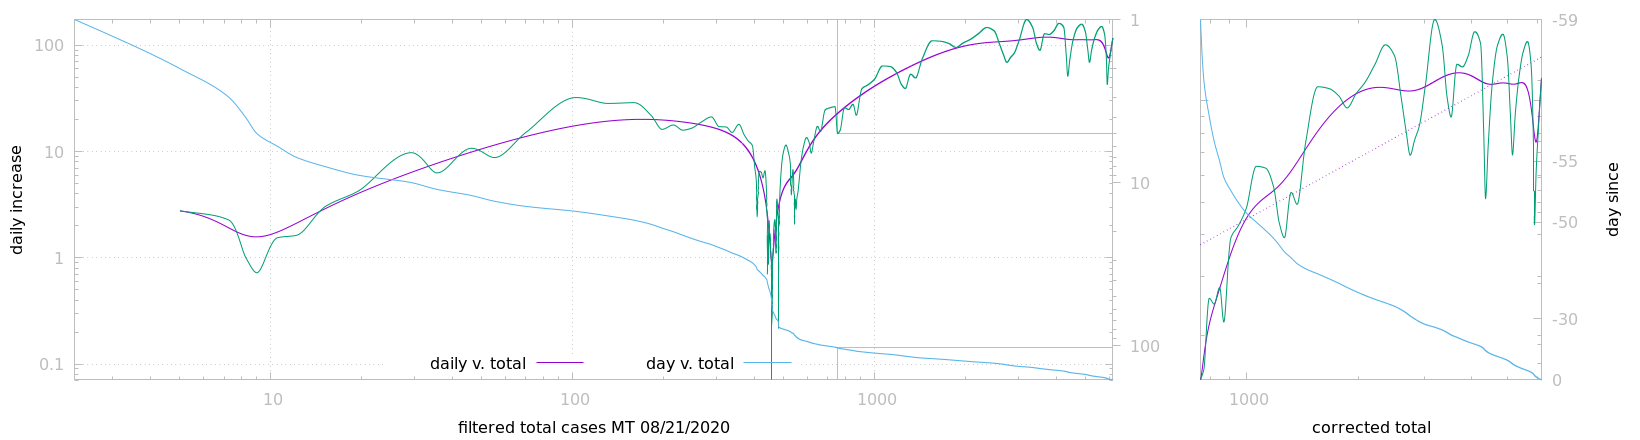 100
10
1
0.1
daily increase
10
100
1000
filtered total cases MT 08/21/2020
daily v. total
day v. total
1
10
100
-59
-55
-50
-30
0
day since
1000
corrected total